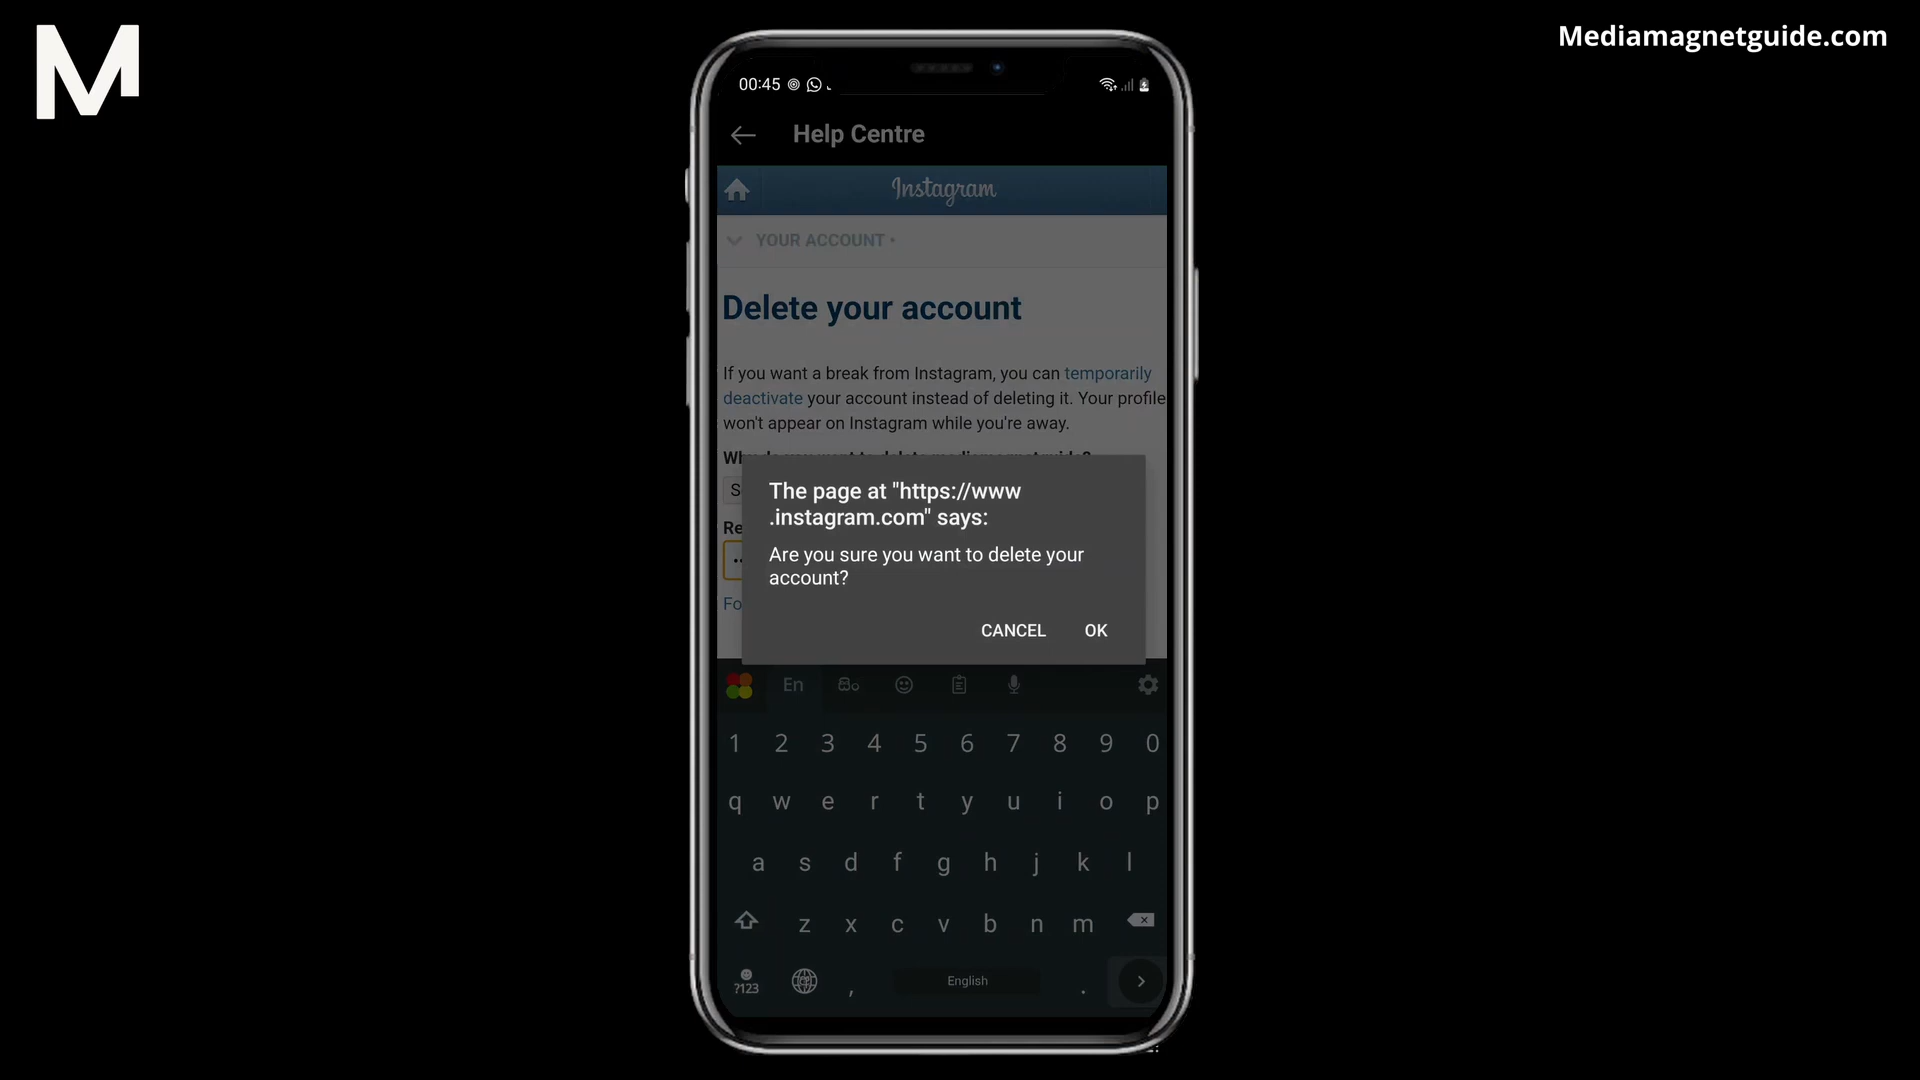 M
Mediamagnetguide.com
00:45
Help Centre
Instagram
YOUR ACCOUNT •
Delete your account
If you want a break from Instagram, you can temporarily
deactivate your account instead of deleting it. Your profile
won't appear on Instagram while you're away.
The page at "https://www
.instagram.com" says:
Are you sure you want to delete your
account?
CANCEL OK
S
Re
Fo
En
1 2 3 4 5 6 7 8 9 0
q w e r t y u i o p
a s d f g h j k l
z x c v b n m
?123 , English .